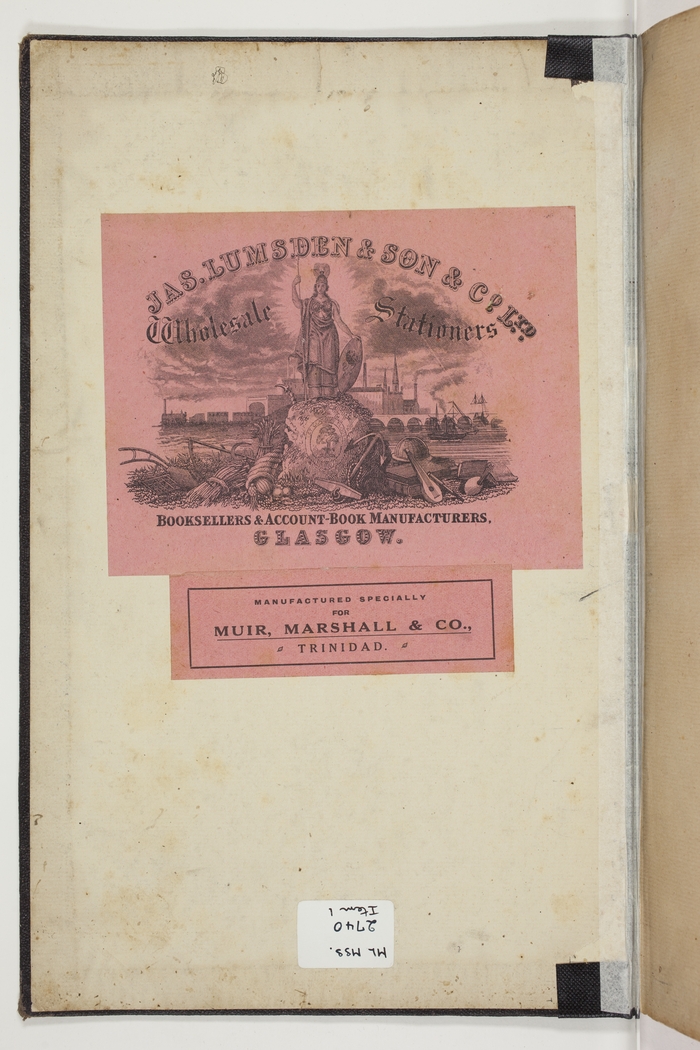 JAS. LUMSDEN & SON & Co. LTD.
Wholesale Stationers
BOOKSELLERS & ACCOUNT-BOOK MANUFACTURERS.
GLASGOW.
MANUFACTURED SPECIALLY
FOR
MUIR, MARSHALL & CO.,
TRINIDAD.
ML MSS.
2740
Item 1